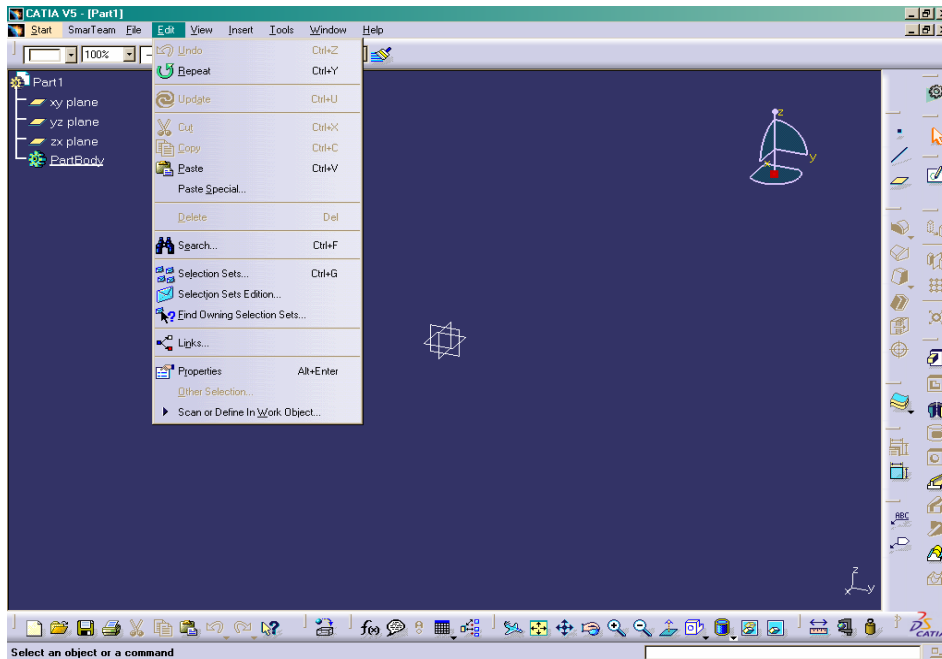 CATIA V5 - [Part1]
Start SmarTeam File Edit View Insert Tools Window Help
100%
Undo Ctrl+Z
Repeat Ctrl+Y
Update Ctrl+U
Cut Ctrl+X
Copy Ctrl+C
Paste Ctrl+V
Paste Special...
Delete Del
Search... Ctrl+F
Selection Sets... Ctrl+G
Selection Sets Edition...
Find Owning Selection Sets...
Links...
Properties Alt+Enter
Other Selection...
Scan or Define In Work Object...
Part1
xy plane
yz plane
zx plane
PartBody
z
y
x
ABC
z
x y
f(x)
DS
CATIA
Select an object or a command